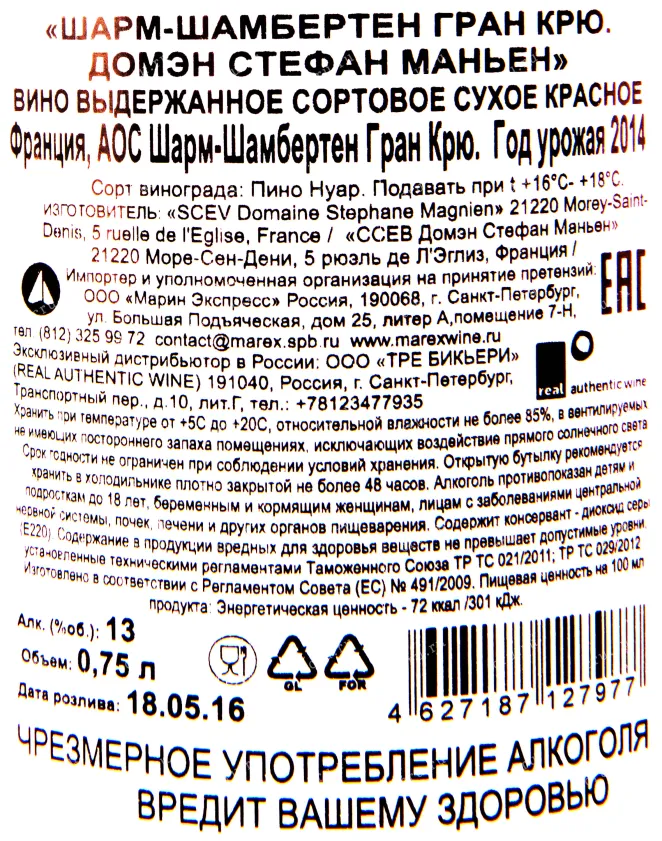 «ШАРМ-ШАМБЕРТЕН ГРАН КРЮ.
ДОМЭН СТЕФАН МАНЬЕН»
ВИНО ВЫДЕРЖАННОЕ СОРТОВОЕ СУХОЕ КРАСНОЕ
Франция, АОС Шарм-Шамбертен Гран Крю. Год урожая 2014
Сорт винограда: Пино Нуар. Подавать при t +16°C- +18°C.
ИЗГОТОВИТЕЛЬ: «SCEV Domaine Stephane Magnien» 21220 Morey-Saint-
Denis, 5 ruelle de l'Eglise, France / «ССЕВ Домэн Стефан Маньен»
21220 Море-Сен-Дени, 5 рюэль де Л'Эглиз, Франция /
Импортер и уполномоченная организация на принятие претензий:
ООО «Марин Экспресс» Россия, 190068, г. Санкт-Петербург,
ул. Большая Подъяческая, дом 25, литер А,помещение 7-Н,
тел. (812) 325 99 72 contact@marex.spb.ru www.marexwine.ru
EAC
Эксклюзивный дистрибьютор в России: ООО «ТРЕ БИКЬЕРИ»
(REAL AUTHENTIC WINE) 191040, Россия, г. Санкт-Петербург,
Транспортный пер., д.10, лит.Г, тел.: +78123477935
real authentic wine
Хранить при температуре от +5С до +20С, относительной влажности не более 85%, в вентилируемых
не имеющих постороннего запаха помещениях, исключающих воздействие прямого солнечного света
Срок годности не ограничен при соблюдении условий хранения. Открытую бутылку рекомендуется
хранить в холодильнике плотно закрытой не более 48 часов. Алкоголь противопоказан детям и
подросткам до 18 лет, беременным и кормящим женщинам, лицам с заболеваниями центральной
нервной системы, почек, печени и других органов пищеварения. Содержит консервант - диоксид серы
(Е220) Содержание в продукции вредных для здоровья веществ не превышает допустимые уровни,
установленные техническими регламентами Таможенного Союза ТР ТС 021/2011; ТР ТС 029/2012
Изготовлено в соответствии с Регламентом Совета (ЕС) № 491/2009. Пищевая ценность на 100 мл
продукта: Энергетическая ценность - 72 ккал /301 кДж.
Алк. (%об.): 13
Объем: 0,75 л
Дата розлива: 18.05.16
GL
FOR
4 627187 127977
ЧРЕЗМЕРНОЕ УПОТРЕБЛЕНИЕ АЛКОГОЛЯ
ВРЕДИТ ВАШЕМУ ЗДОРОВЬЮ